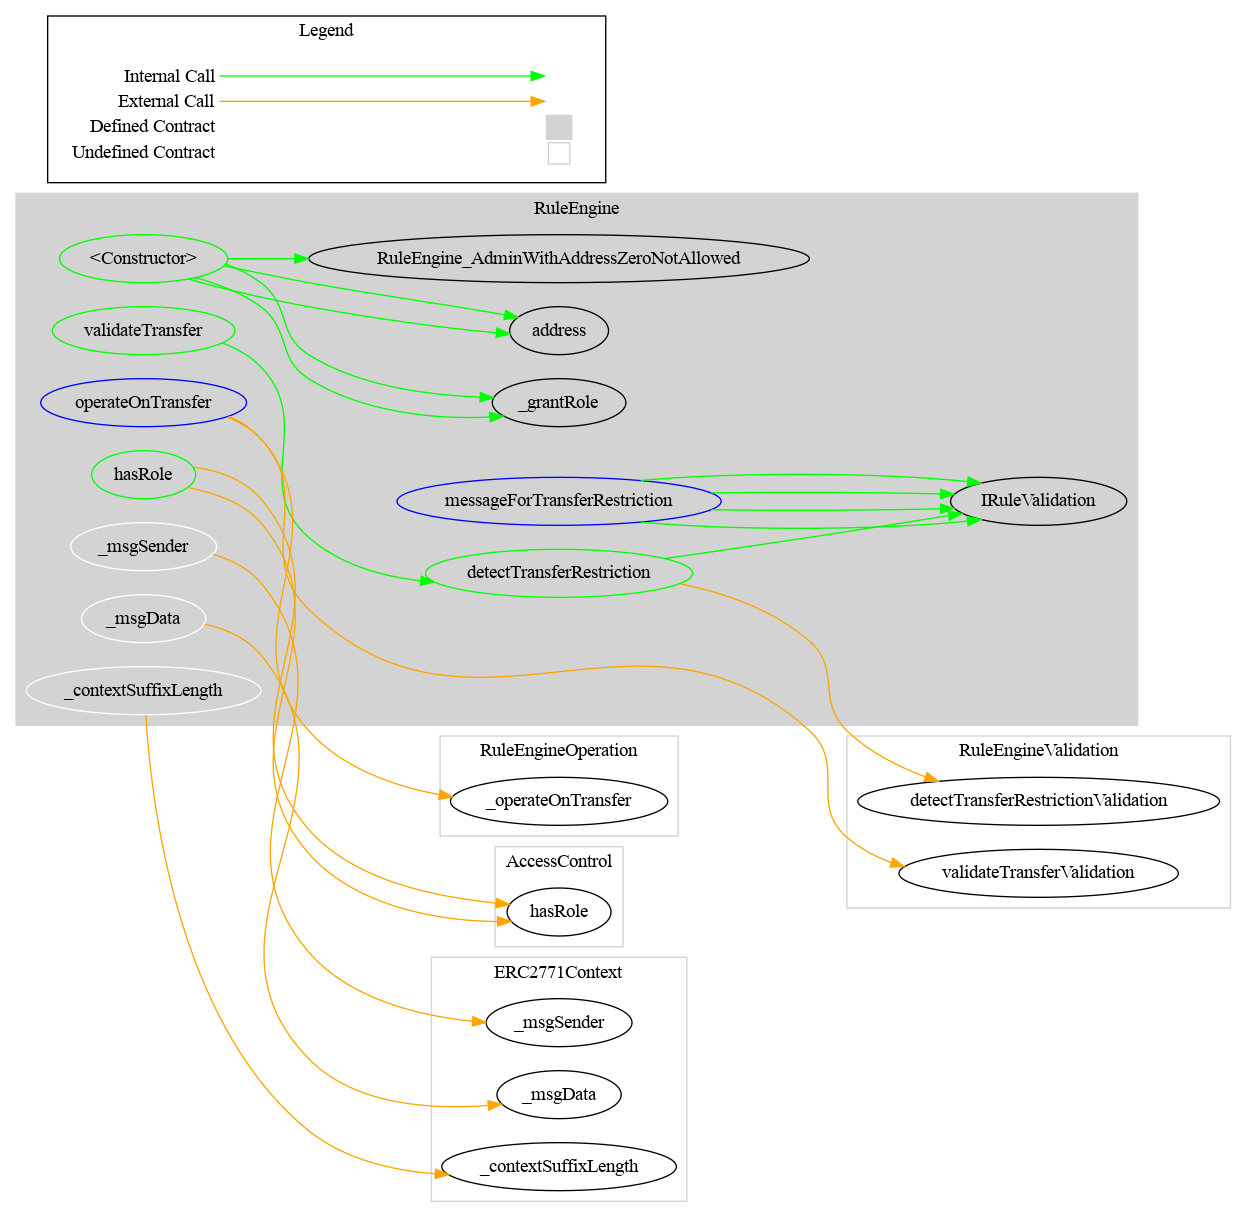 Legend
Internal Call
External Call
Defined Contract
Undefined Contract
RuleEngine
<Constructor>
RuleEngine_AdminWithAddressZeroNotAllowed
validateTransfer
address
operateOnTransfer
_grantRole
hasRole
messageForTransferRestriction
IRuleValidation
_msgSender
detectTransferRestriction
_msgData
_contextSuffixLength
RuleEngineOperation
_operateOnTransfer
RuleEngineValidation
detectTransferRestrictionValidation
validateTransferValidation
AccessControl
hasRole
ERC2771Context
_msgSender
_msgData
_contextSuffixLength